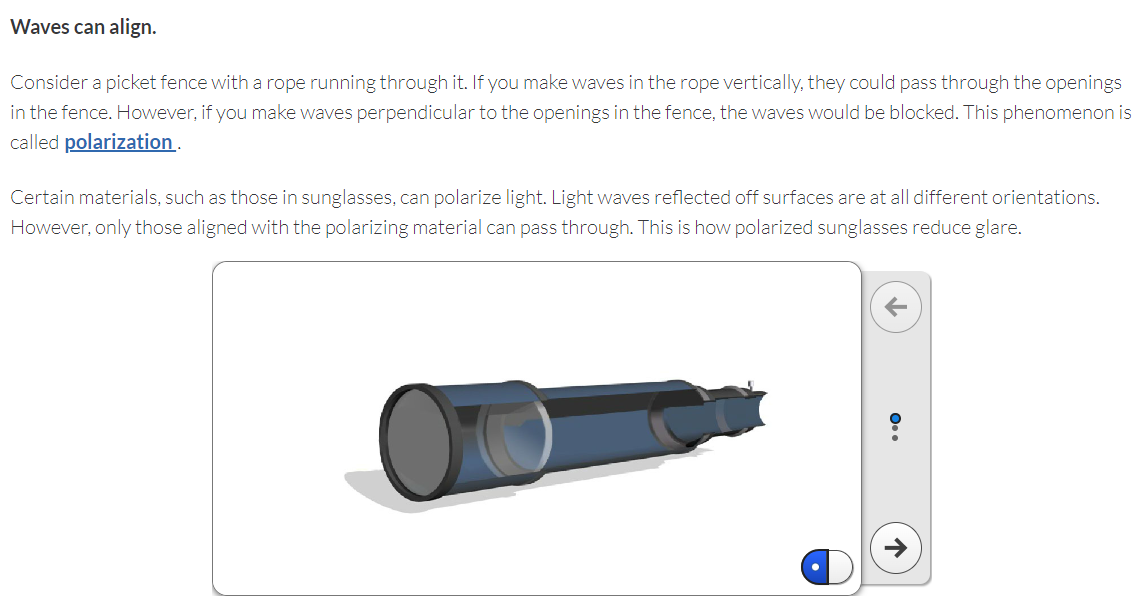 Waves can align.
Consider a picket fence with a rope running through it. If you make waves in the rope vertically, they could pass through the openings
in the fence. However, if you make waves perpendicular to the openings in the fence, the waves would be blocked. This phenomenon is
called polarization .
Certain materials, such as those in sunglasses, can polarize light. Light waves reflected off surfaces are at all different orientations.
However, only those aligned with the polarizing material can pass through. This is how polarized sunglasses reduce glare.